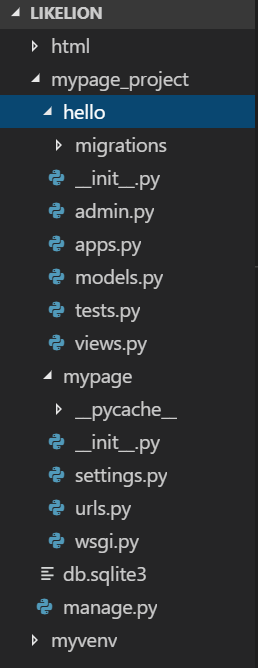 LIKELION
html
mypage_project
hello
migrations
__init__.py
admin.py
apps.py
models.py
tests.py
views.py
mypage
__pycache__
__init__.py
settings.py
urls.py
wsgi.py
db.sqlite3
manage.py
myvenv